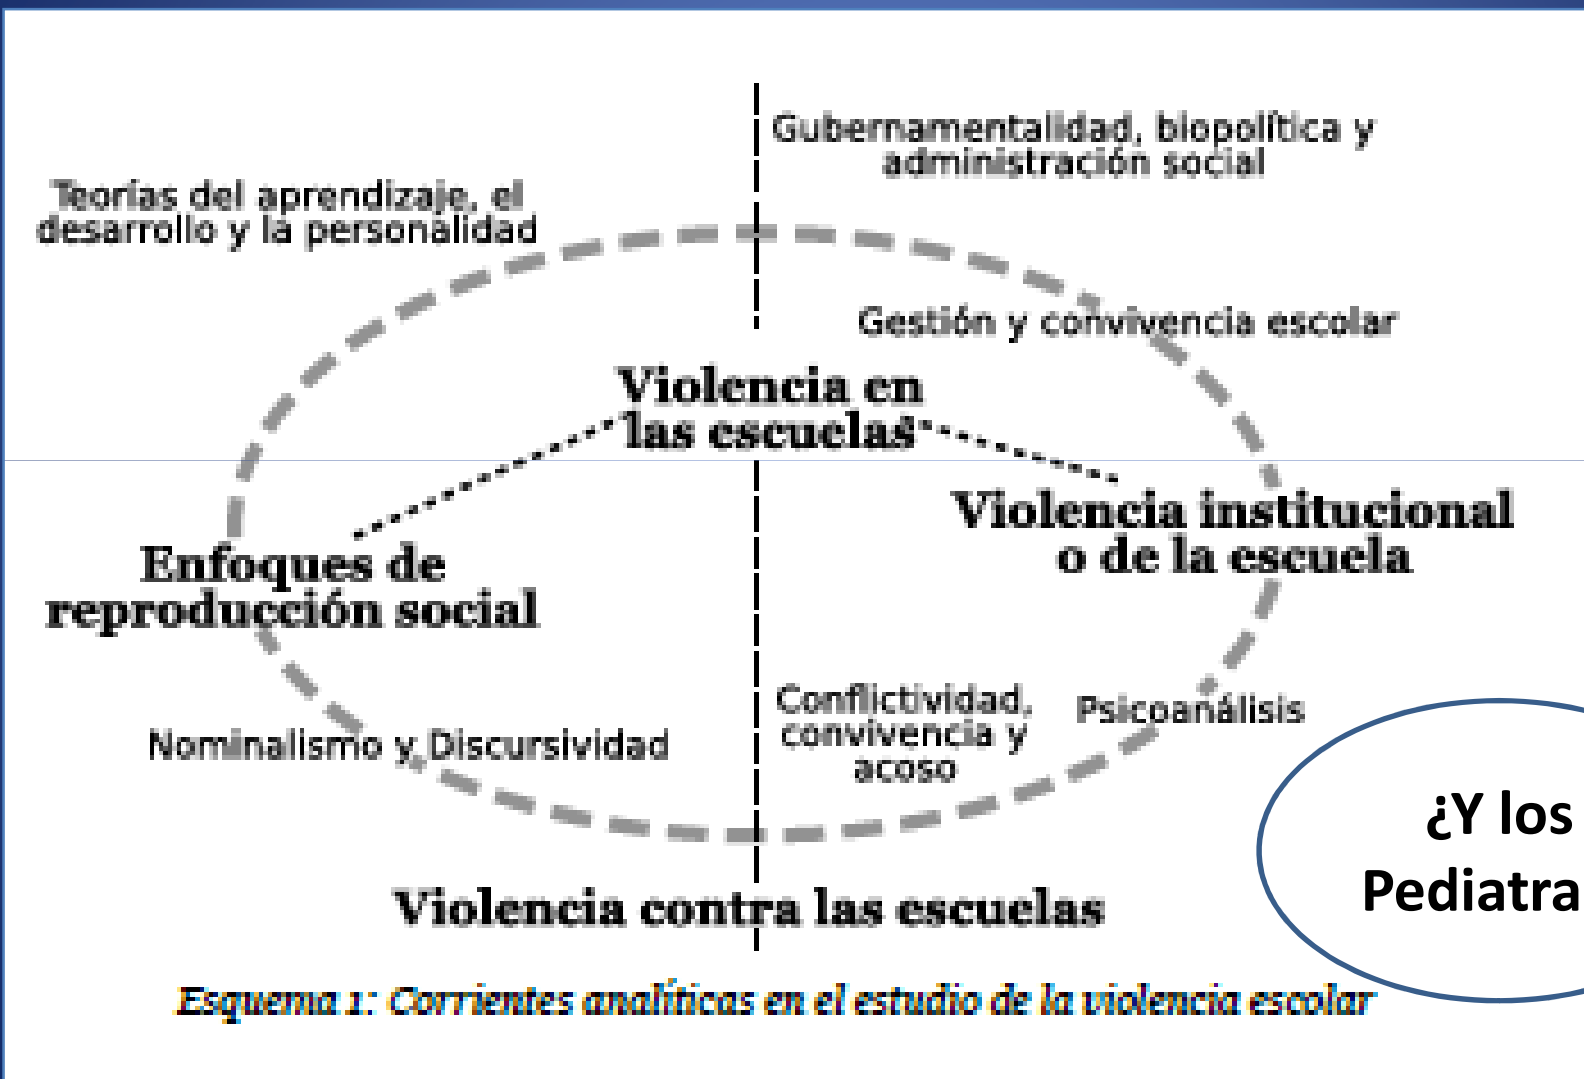 Gubernamentalidad, biopolítica y
administración social
Teorías del aprendizaje, el
desarrollo y la personalidad
Gestión y convivencia escolar
Violencia en
las escuelas
Violencia institucional
o de la escuela
Enfoques de
reproducción social
Conflictividad,
convivencia y
acoso
Psicoanálisis
Nominalismo y Discursividad
¿Y los
Pediatra
Violencia contra las escuelas
Esquema 1: Corrientes analíticas en el estudio de la violencia escolar